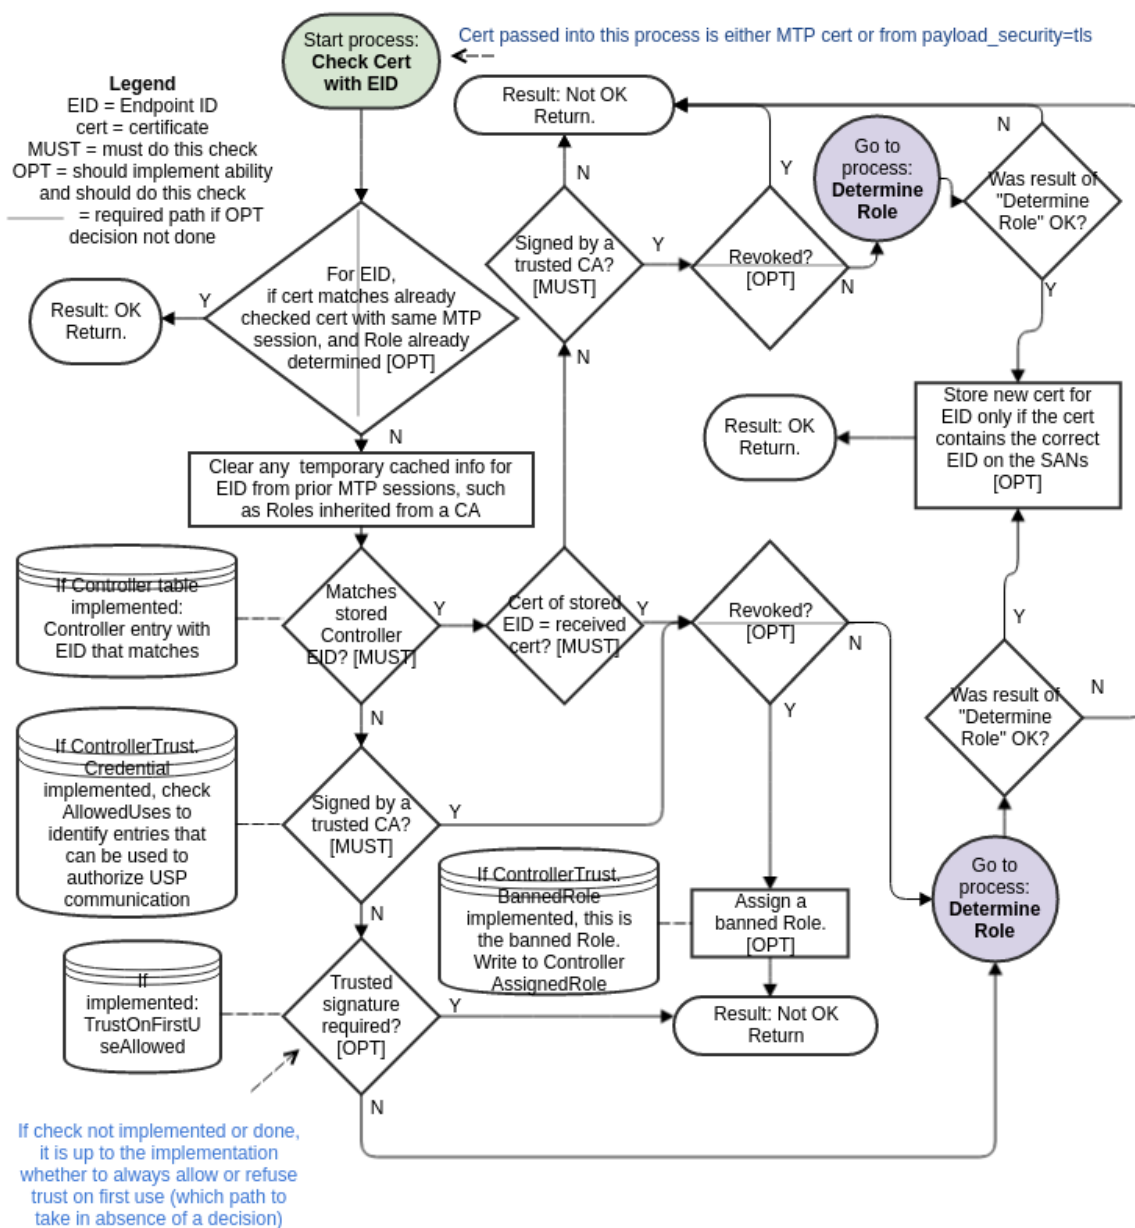 Start process:
Check Cert
with EID
Cert passed into this process is either MTP cert or from payload_security=tls
Legend
EID = Endpoint ID
cert = certificate
MUST = must do this check
OPT = should implement ability
and should do this check
= required path if OPT
decision not done
Result: Not OK
Return.
Go to
process:
Determine
Role
N
Was result of
"Determine
Role" OK?
Y
N
Y
Signed by a
trusted CA?
[MUST]
Y
Revoked?
[OPT]
N
For EID,
if cert matches already
checked cert with same MTP
session, and Role already
determined [OPT]
Y
Result: OK
Return.
N
N
Store new cert for
EID only if the cert
contains the correct
EID on the SANs
[OPT]
Result: OK
Return.
Clear any temporary cached info for
EID from prior MTP sessions, such
as Roles inherited from a CA
If Controller table
implemented:
Controller entry with
EID that matches
Matches
stored
Controller
EID? [MUST]
Y
Cert of stored
EID = received
cert? [MUST]
Y
Revoked?
[OPT]
N
Y
Y
Was result of
"Determine
Role" OK?
N
N
If ControllerTrust.
Credential
implemented, check
AllowedUses to
identify entries that
can be used to
authorize USP
communication
Signed by a
trusted CA?
[MUST]
Y
N
If ControllerTrust.
BannedRole
implemented, this is
the banned Role.
Write to Controller
AssignedRole
Assign a
banned Role.
[OPT]
Go to
process:
Determine
Role
If
implemented:
TrustOnFirstU
seAllowed
Trusted
signature
required?
[OPT]
Y
Result: Not OK
Return
N
If check not implemented or done,
it is up to the implementation
whether to always allow or refuse
trust on first use (which path to
take in absence of a decision)